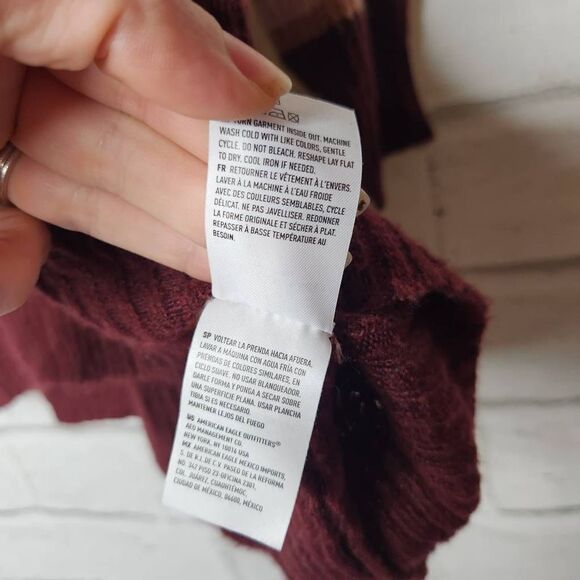 TURN GARMENT INSIDE OUT. MACHINE
WASH COLD WITH LIKE COLORS, GENTLE
CYCLE. DO NOT BLEACH. RESHAPE LAY FLAT
TO DRY. COOL IRON IF NEEDED.
FR RETOURNER LE VÊTEMENT À L'ENVERS.
LAVER À LA MACHINE À L'EAU FROIDE
AVEC DES COULEURS SEMBLABLES, CYCLE
DÉLICAT. NE PAS JAVELLISER. REDONNER
LA FORME ORIGINALE ET SÉCHER À PLAT.
REPASSER À BASSE TEMPÉRATURE AU
BESOIN.
SP VOLTEAR LA PRENDA HACIA AFUERA.
LAVAR A MÁQUINA CON AGUA FRÍA CON
PRENDAS DE COLORES SIMILARES, EN
CICLO SUAVE. NO USAR BLANQUEADOR.
DARLE FORMA Y PONGA A SECAR SOBRE
UNA SUPERFICIE PLANA. USAR PLANCHA
TIBIA SI ES NECESARIO.
MANTENER LEJOS DEL FUEGO
US AMERICAN EAGLE OUTFITTERS®
AEO MANAGEMENT CO.
NEW YORK, NY 10016 USA
MX AMERICAN EAGLE MEXICO IMPORTS,
S. DE R.L. DE C.V. PASEO DE LA REFORMA
NO. 342 PISO 23-OFICINA 2301,
COL. JUÁREZ, CUAUHTÉMOC,
CIUDAD DE MÉXICO, 06600, MÉXICO